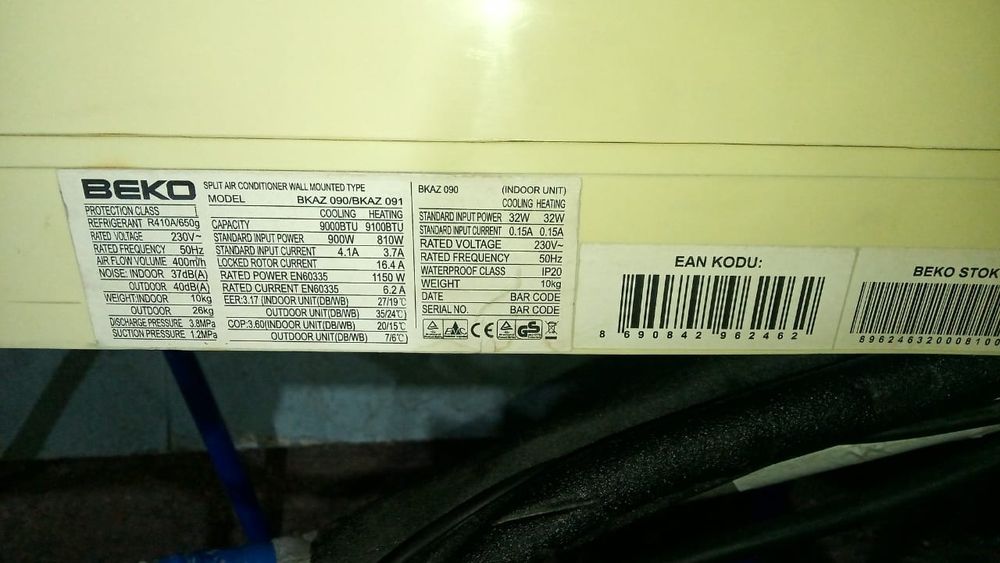 BEKO
PROTECTION CLASS I
REFRIGERANT R410A/650g
RATED VOLTAGE 230V~
RATED FREQUENCY 50Hz
AIR FLOW VOLUME 400m³/h
NOISE: INDOOR 37dB(A)
OUTDOOR 40dB(A)
WEIGHT:INDOOR 10kg
OUTDOOR 26kg
DISCHARGE PRESSURE 3.8MPa
SUCTION PRESSURE 1.2MPa
SPLIT AIR CONDITIONER WALL MOUNTED TYPE
MODEL BKAZ 090/BKAZ 091
COOLING HEATING
CAPACITY 9000BTU 9100BTU
STANDARD INPUT POWER 900W 810W
STANDARD INPUT CURRENT 4.1A 3.7A
LOCKED ROTOR CURRENT 16.4 A
RATED POWER EN60335 1150 W
RATED CURRENT EN60335 6.2 A
EER:3.17 (INDOOR UNIT(DB/WB) 27/19℃
OUTDOOR UNIT(DB/WB) 35/24℃)
COP:3.60(INDOOR UNIT(DB/WB) 20/15℃
OUTDOOR UNIT(DB/WB) 7/6℃)
BKAZ 090 (INDOOR UNIT)
COOLING HEATING
STANDARD INPUT POWER 32W 32W
STANDARD INPUT CURRENT 0.15A 0.15A
RATED VOLTAGE 230V~
RATED FREQUENCY 50Hz
WATERPROOF CLASS IP20
WEIGHT 10kg
DATE BAR CODE
SERIAL NO. BAR CODE
CE GS
EAN KODU:
8 690842 962462
BEKO STOK
896246320008100